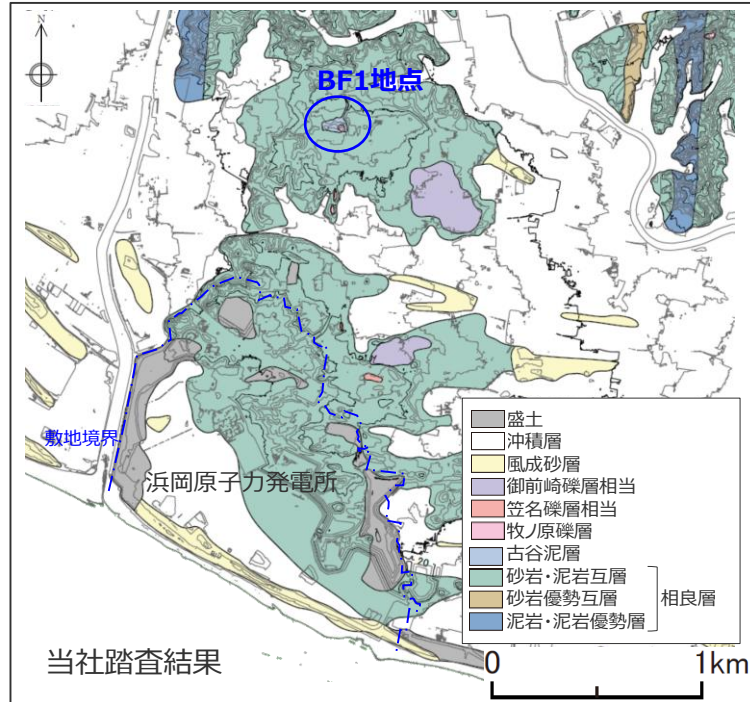 N
BF1地点
敷地境界
浜岡原子力発電所
20
盛土
沖積層
風成砂層
御前崎礫層相当
笠名礫層相当
牧ノ原礫層
古谷泥層
砂岩・泥岩互層
砂岩優勢互層
相良層
泥岩・泥岩優勢層
当社踏査結果
0
1km